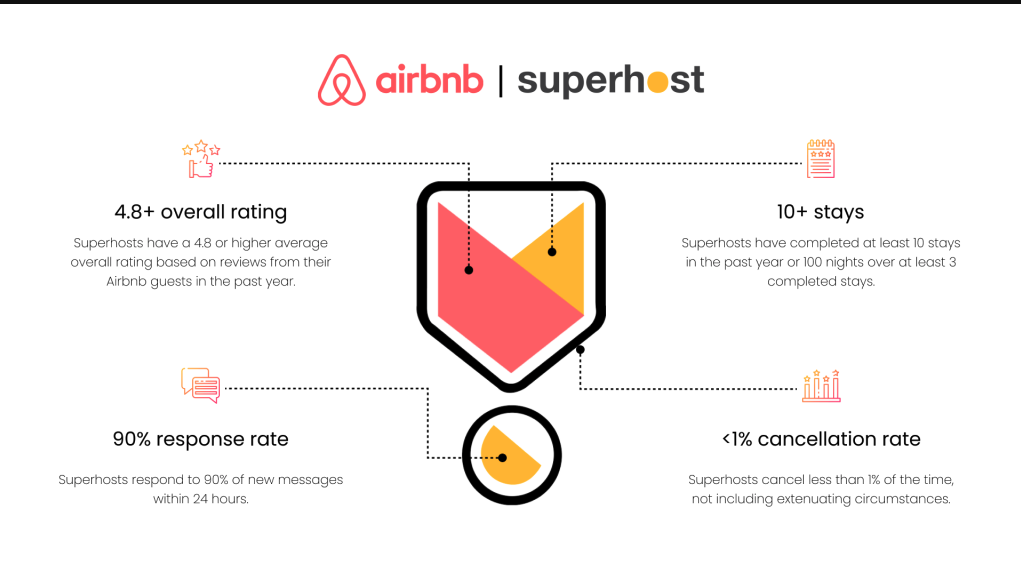 airbnb | superhost
4.8+ overall rating
Superhosts have a 4.8 or higher average
overall rating based on reviews from their
Airbnb guests in the past year.
10+ stays
Superhosts have completed at least 10 stays
in the past year or 100 nights over at least 3
completed stays.
90% response rate
Superhosts respond to 90% of new messages
within 24 hours.
<1% cancellation rate
Superhosts cancel less than 1% of the time,
not including extenuating circumstances.